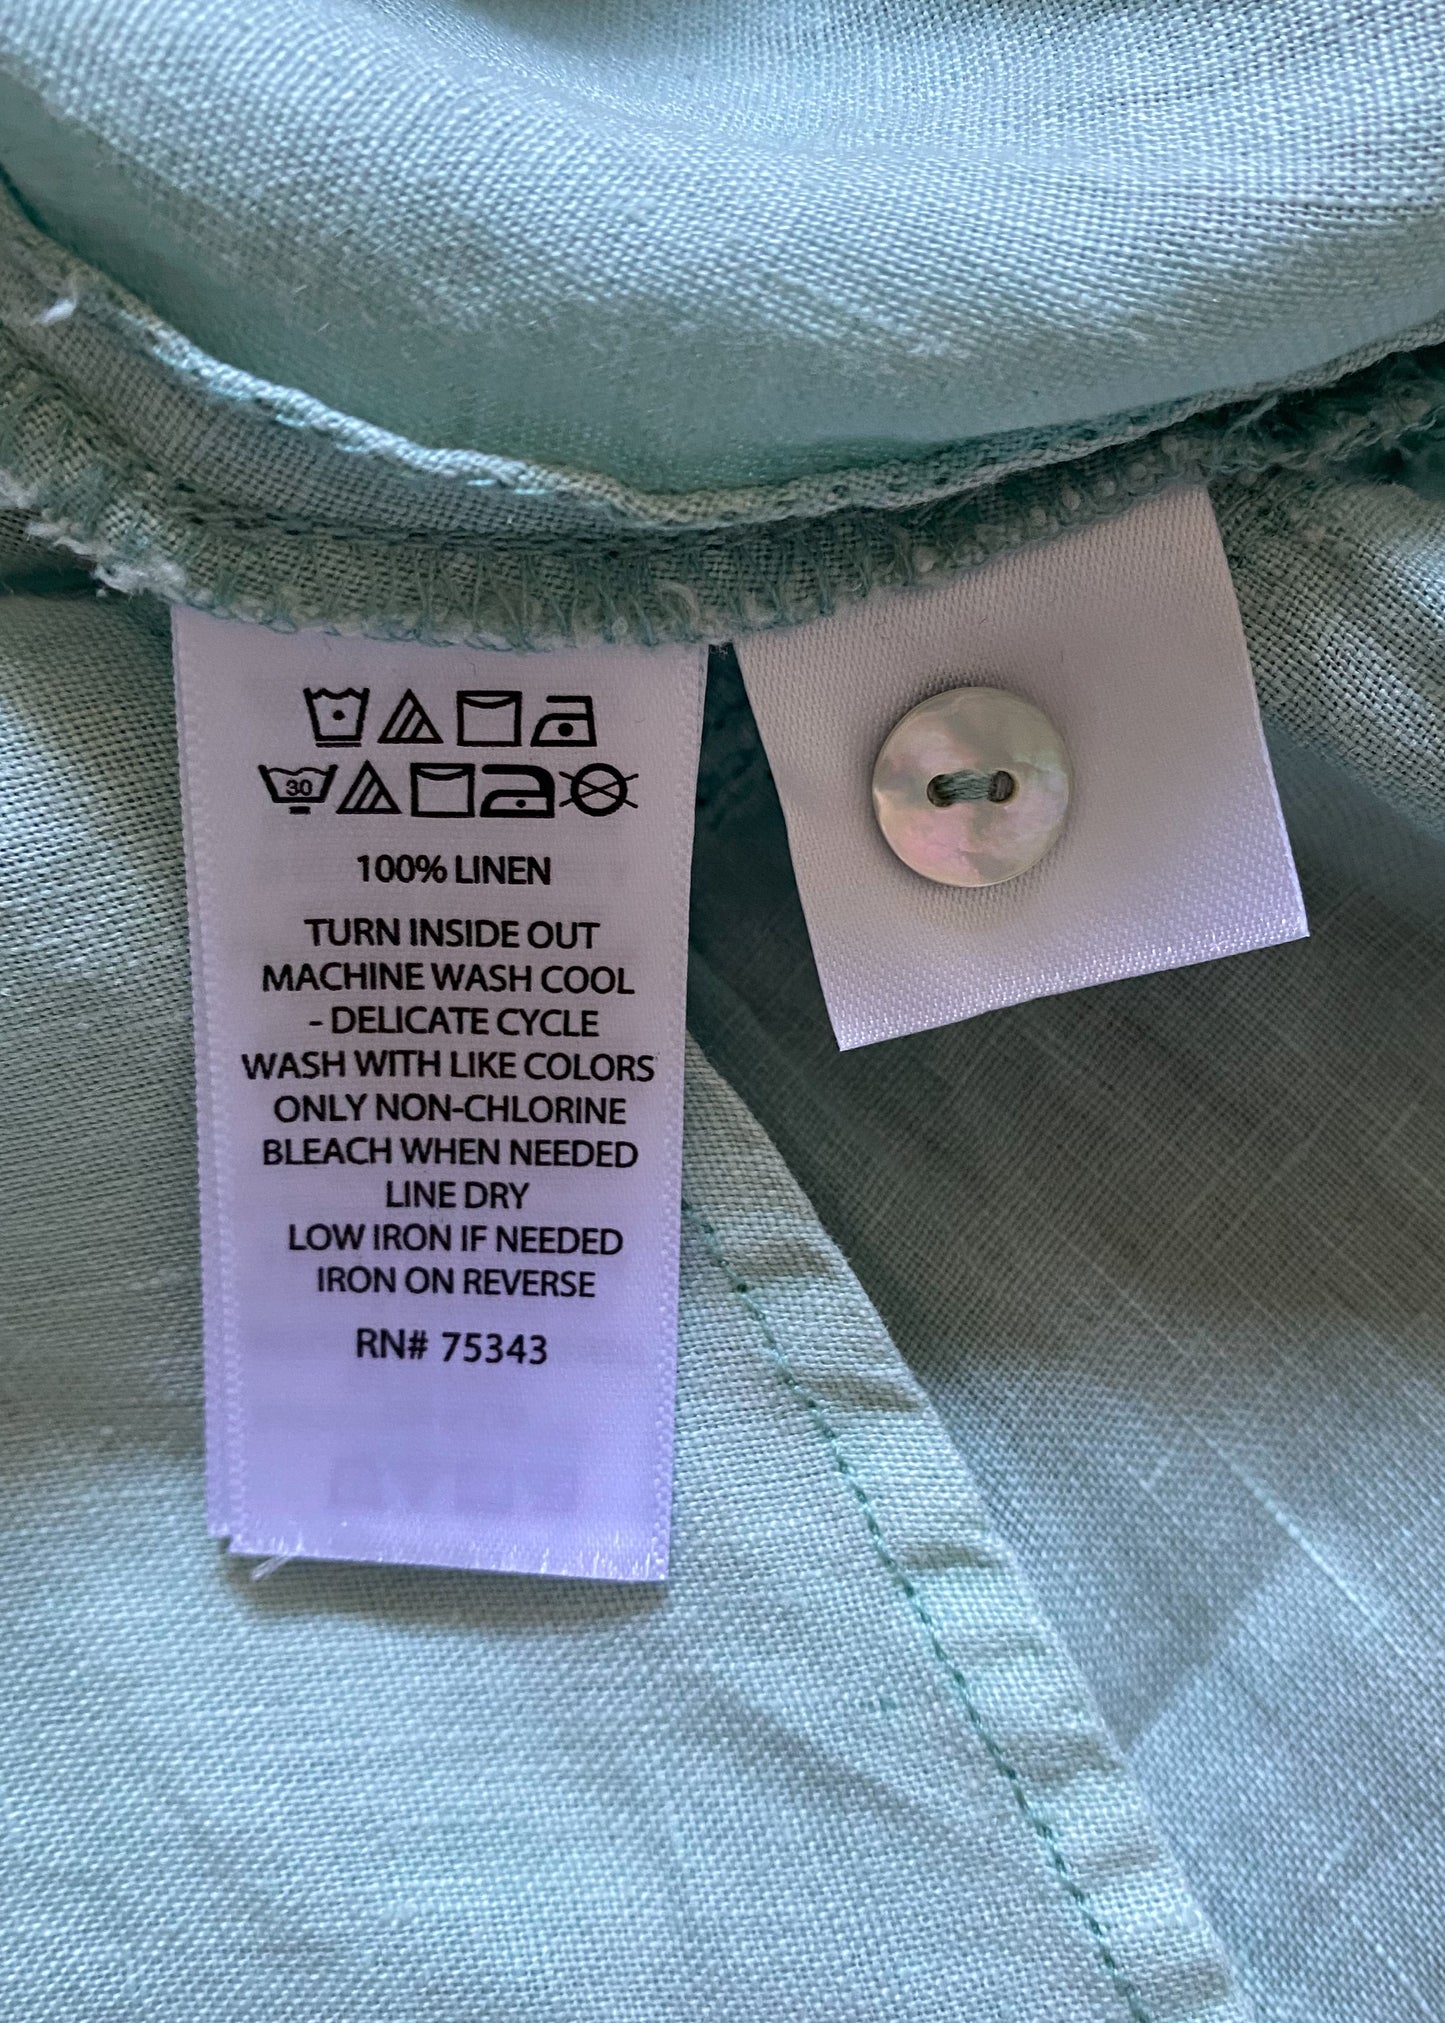 30
100% LINEN
TURN INSIDE OUT
MACHINE WASH COOL
- DELICATE CYCLE
WASH WITH LIKE COLORS
ONLY NON-CHLORINE
BLEACH WHEN NEEDED
LINE DRY
LOW IRON IF NEEDED
IRON ON REVERSE
RN# 75343